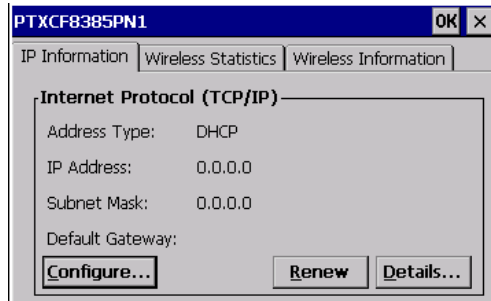 PTXCF8385PN1 OK ×
IP Information Wireless Statistics Wireless Information
Internet Protocol (TCP/IP)
Address Type: DHCP
IP Address: 0.0.0.0
Subnet Mask: 0.0.0.0
Default Gateway:
Configure... Renew Details...